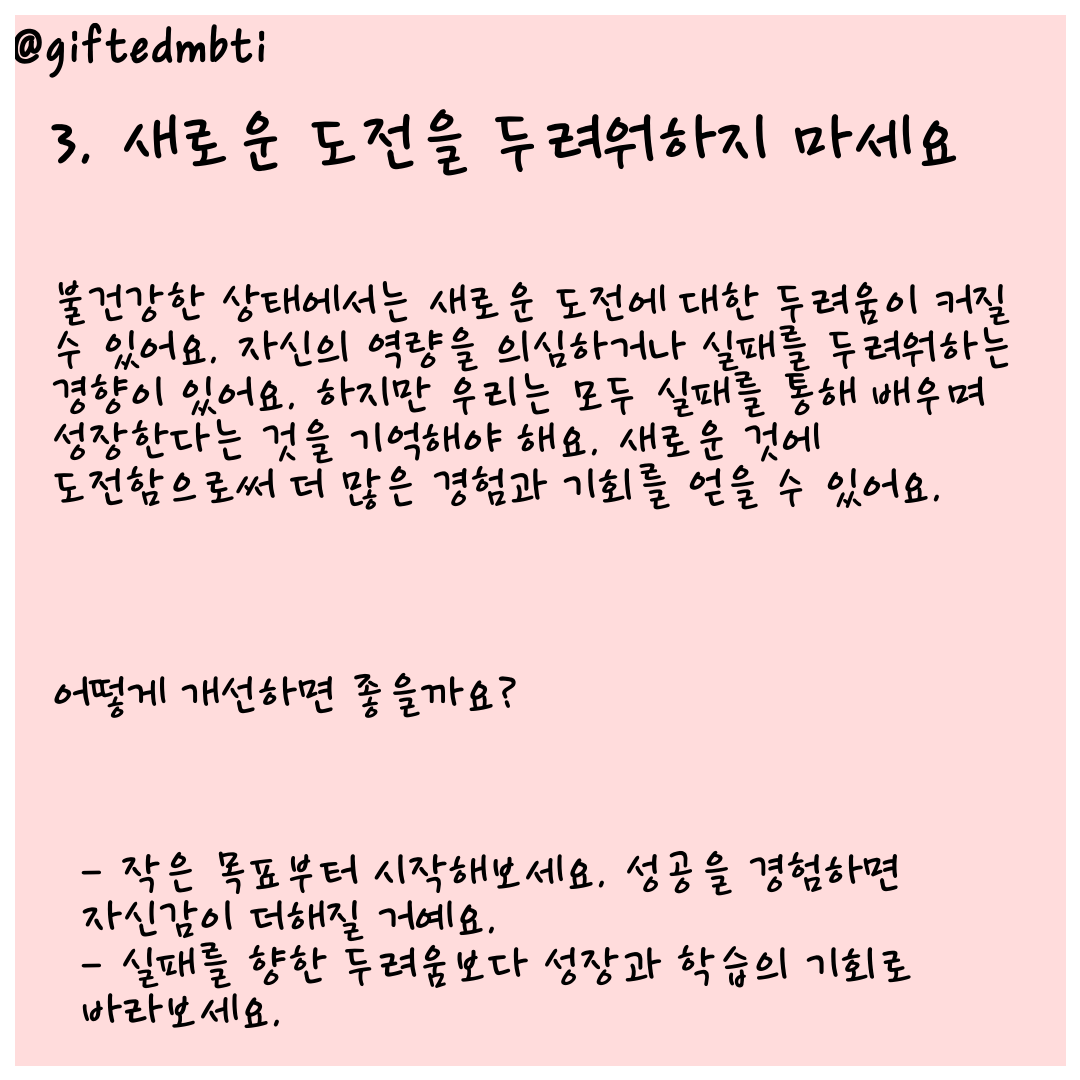 @giftedmbti
3. 새로운 도전을 두려워하지 마세요
불건강한 상태에서는 새로운 도전에 대한 두려움이 커질
수 있어요. 자신의 역량을 의심하거나 실패를 두려워하는
경향이 있어요. 하지만 우리는 모두 실패를 통해 배우며
성장한다는 것을 기억해야 해요. 새로운 것에
도전함으로써 더 많은 경험과 기회를 얻을 수 있어요.
어떻게 개선하면 좋을까요?
- 작은 목표부터 시작해보세요. 성공을 경험하면
자신감이 더해질 거예요.
- 실패를 향한 두려움보다 성장과 학습의 기회로
바라보세요.